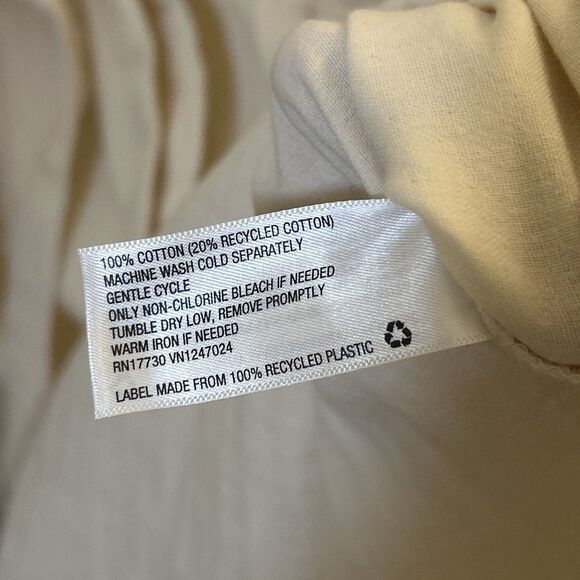 100% COTTON (20% RECYCLED COTTON)
MACHINE WASH COLD SEPARATELY
GENTLE CYCLE
ONLY NON-CHLORINE BLEACH IF NEEDED
TUMBLE DRY LOW, REMOVE PROMPTLY
WARM IRON IF NEEDED
RN17730 VN1247024
LABEL MADE FROM 100% RECYCLED PLASTIC